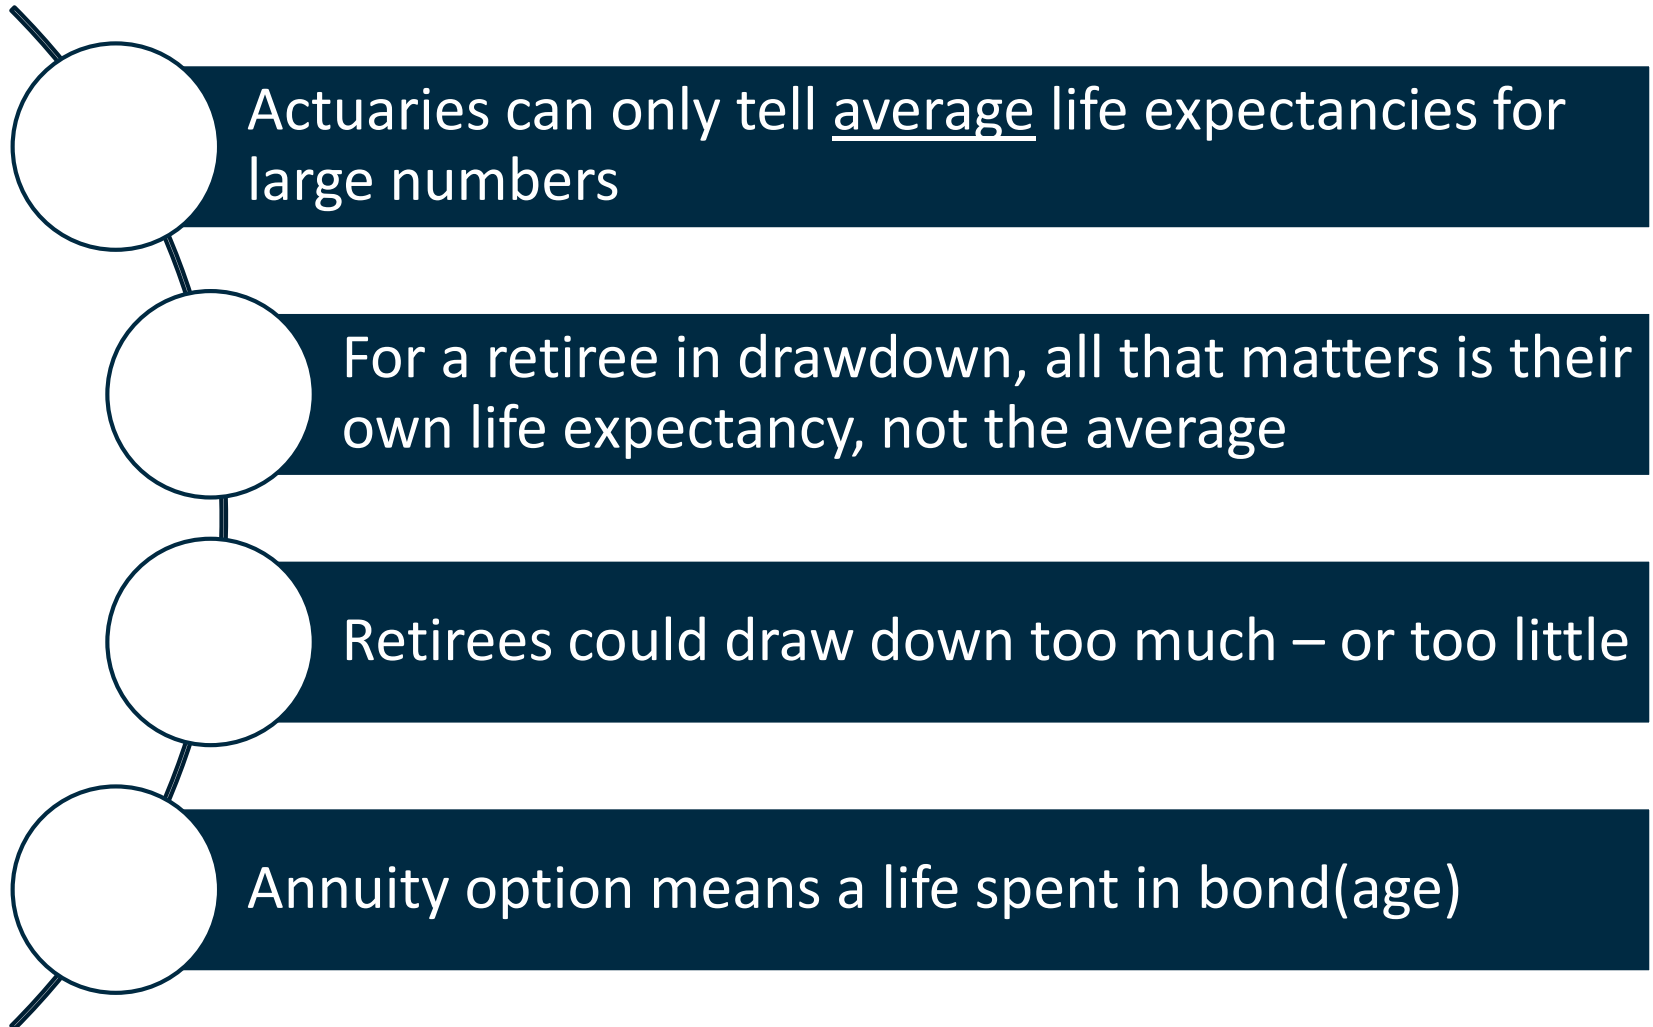 Actuaries can only tell average life expectancies for
large numbers
For a retiree in drawdown, all that matters is their
own life expectancy, not the average
Retirees could draw down too much – or too little
Annuity option means a life spent in bond(age)